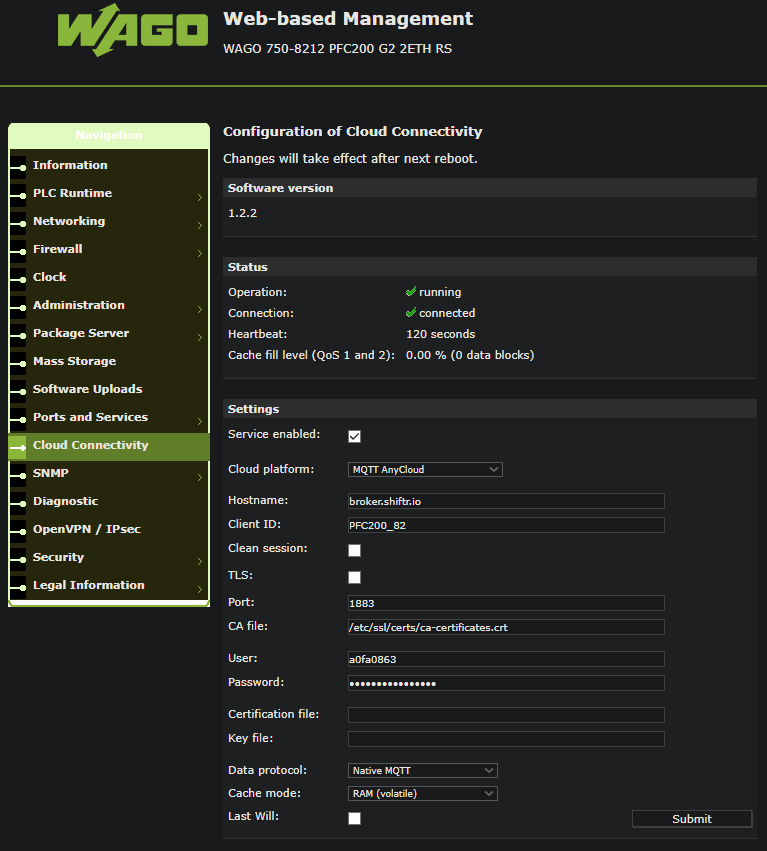 WAGO
Web-based Management
WAGO 750-8212 PFC200 G2 2ETH RS
Navigation
Information
PLC Runtime
Networking
Firewall
Clock
Administration
Package Server
Mass Storage
Software Uploads
Ports and Services
Cloud Connectivity
SNMP
Diagnostic
OpenVPN / IPsec
Security
Legal Information
Configuration of Cloud Connectivity
Changes will take effect after next reboot.
Software version
1.2.2
Status
Operation: running
Connection: connected
Heartbeat: 120 seconds
Cache fill level (QoS 1 and 2): 0.00 % (0 data blocks)
Settings
Service enabled:
Cloud platform: MQTT AnyCloud
Hostname: broker.shiftr.io
Client ID: PFC200_82
Clean session:
TLS:
Port: 1883
CA file: /etc/ssl/certs/ca-certificates.crt
User: a0fa0863
Password: ••••••••••••••••
Certification file:
Key file:
Data protocol: Native MQTT
Cache mode: RAM (volatile)
Last Will:
Submit